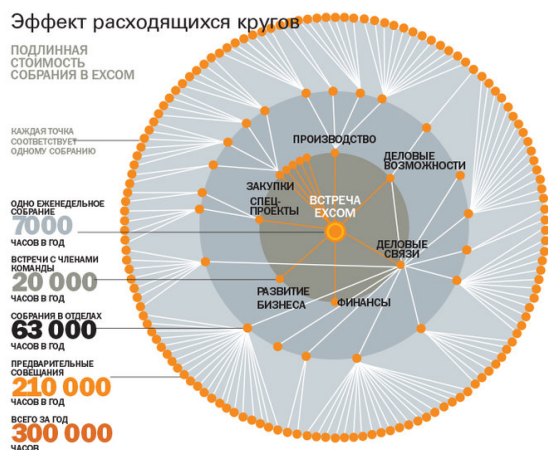 Эффект расходящихся кругов
ПОДЛИННАЯ
СТОИМОСТЬ
СОБРАНИЯ В EXCOM
КАЖДАЯ ТОЧКА
СООТВЕТСТВУЕТ
ОДНОМУ СОБРАНИЮ
ОДНО ЕЖЕНЕДЕЛЬНОЕ
СОБРАНИЕ
7000
ЧАСОВ В ГОД
ВСТРЕЧИ С ЧЛЕНАМИ
КОМАНДЫ
20 000
ЧАСОВ В ГОД
СОБРАНИЯ В ОТДЕЛАХ
63 000
ЧАСОВ В ГОД
ПРЕДВАРИТЕЛЬНЫЕ
СОВЕЩАНИЯ
210 000
ЧАСОВ В ГОД
ВСЕГО ЗА ГОД
300 000
ЧАСОВ
ПРОИЗВОДСТВО
ДЕЛОВЫЕ
ВОЗМОЖНОСТИ
ЗАКУПКИ
СПЕЦ-
ПРОЕКТЫ
ВСТРЕЧА
EXCOM
ДЕЛОВЫЕ
СВЯЗИ
РАЗВИТИЕ
БИЗНЕСА
ФИНАНСЫ